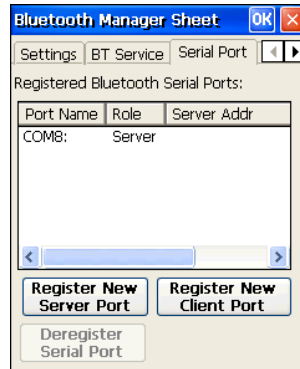 Bluetooth Manager Sheet OK
Settings BT Service Serial Port
Registered Bluetooth Serial Ports:
Port Name Role Server Addr
COM8: Server
Register New
Server Port
Register New
Client Port
Deregister
Serial Port